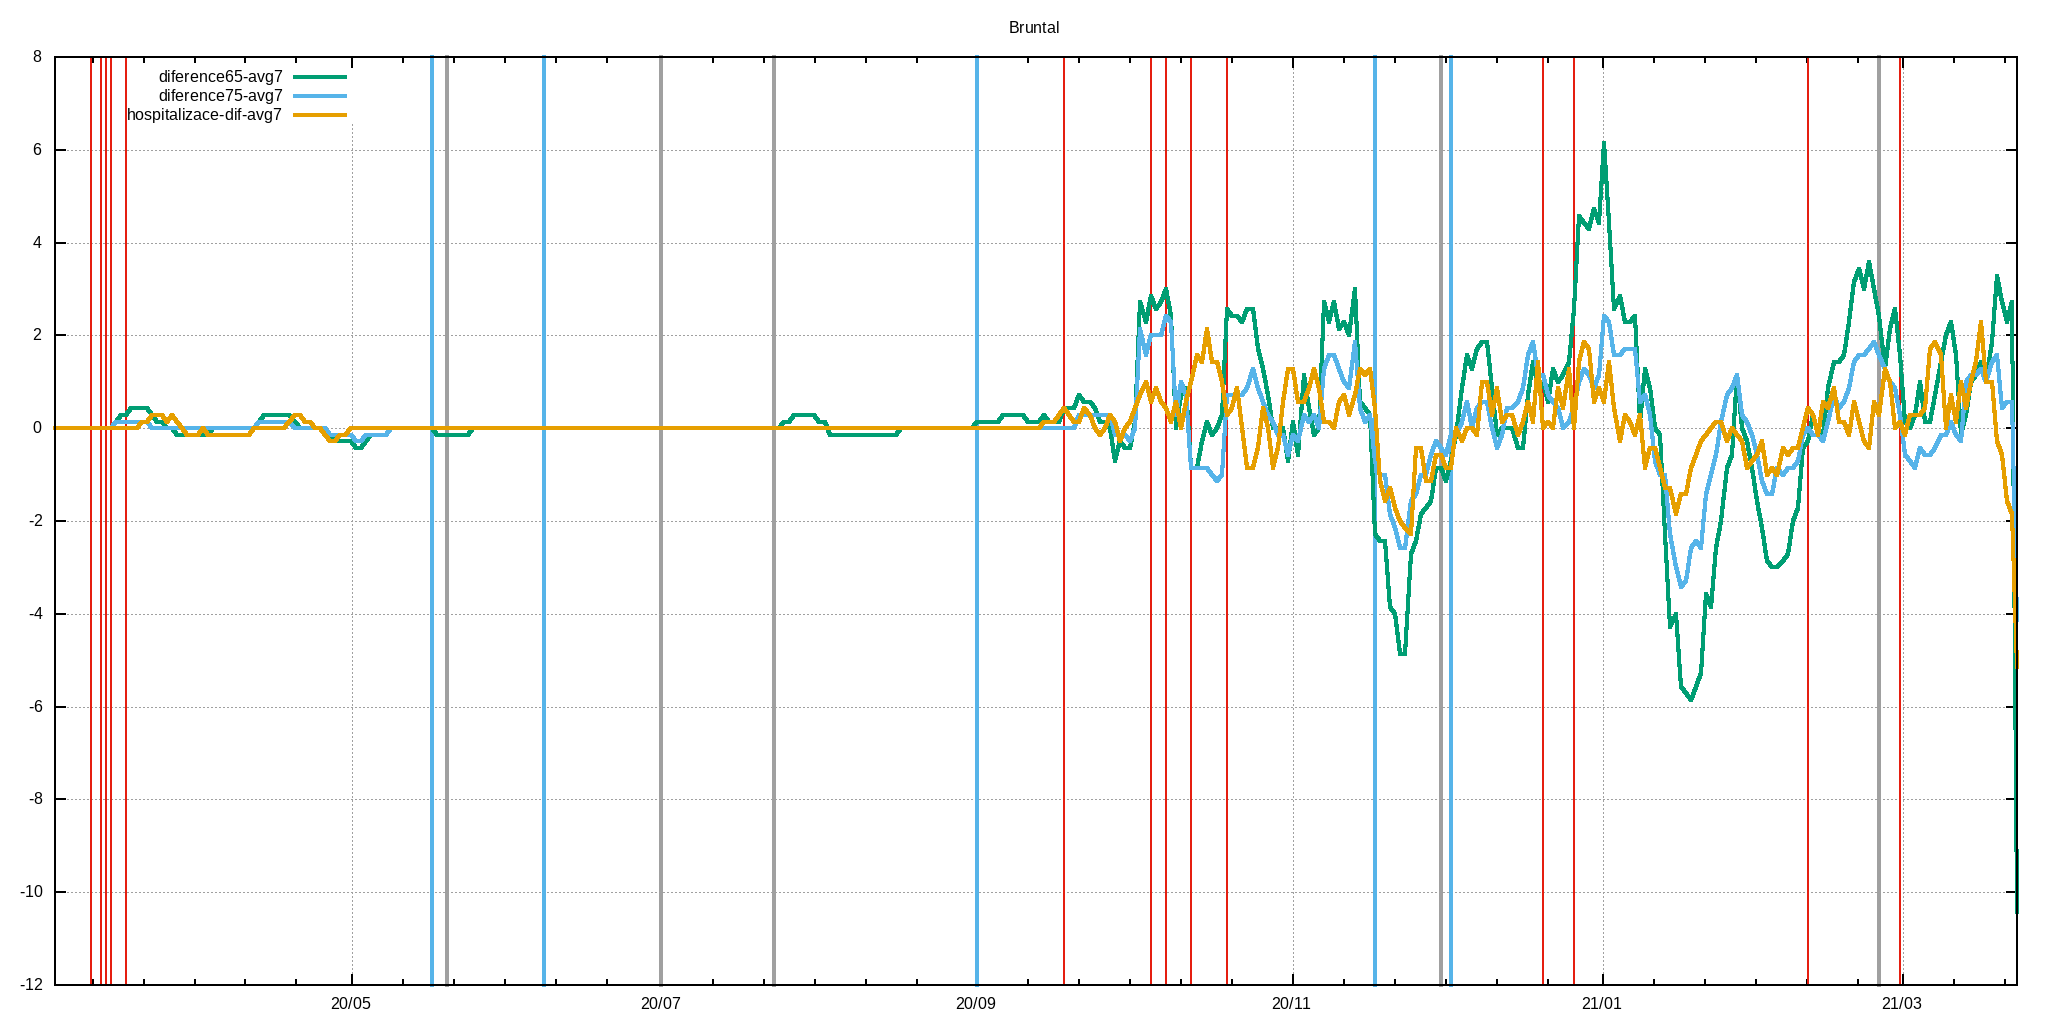 Bruntal
diference65-avg7
diference75-avg7
hospitalizace-dif-avg7
8
6
4
2
0
-2
-4
-6
-8
-10
-12
20/05 20/07 20/09 20/11 21/01 21/03